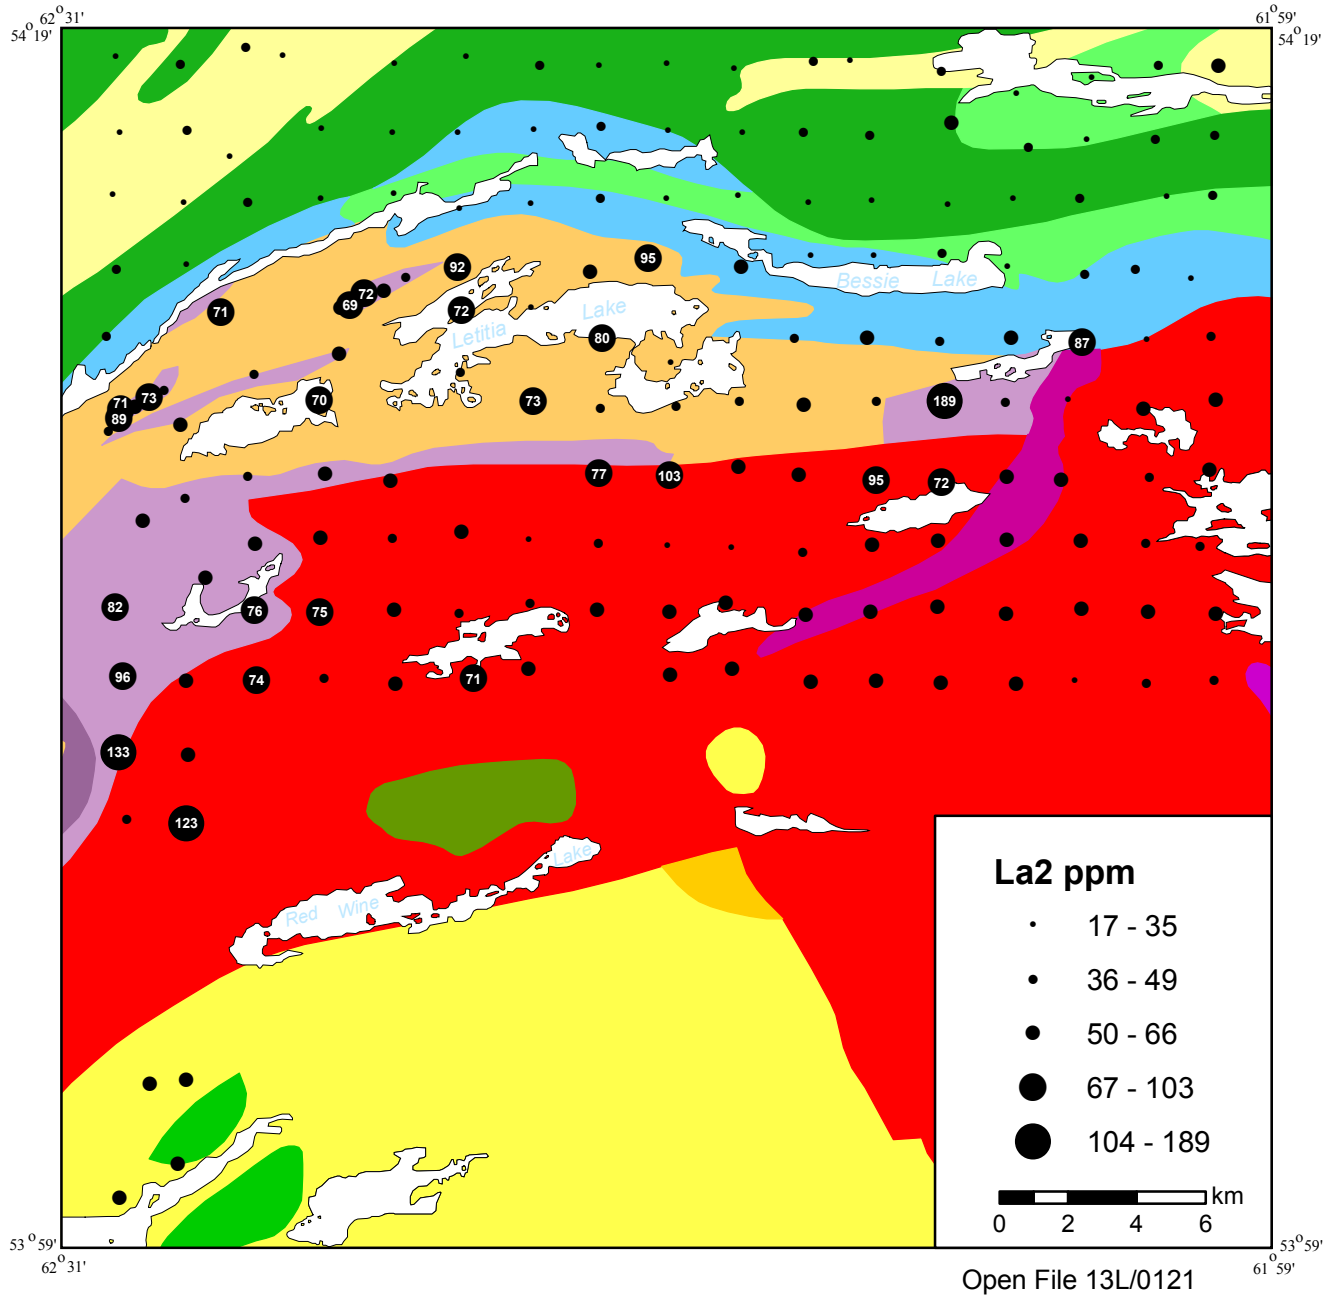 62°31'
61°59'
54°19'
54°19'
95
92
72
69
71
72
Lake
Letitia
Bessie Lake
80
87
73
71
89
70
73
189
77
103
95
72
82
76
75
96
74
71
133
123
Lake
Red Wine
La2 ppm
17 - 35
36 - 49
50 - 66
67 - 103
104 - 189
km
0 2 4 6
53°59'
53°59'
62°31'
61°59'
Open File 13L/0121